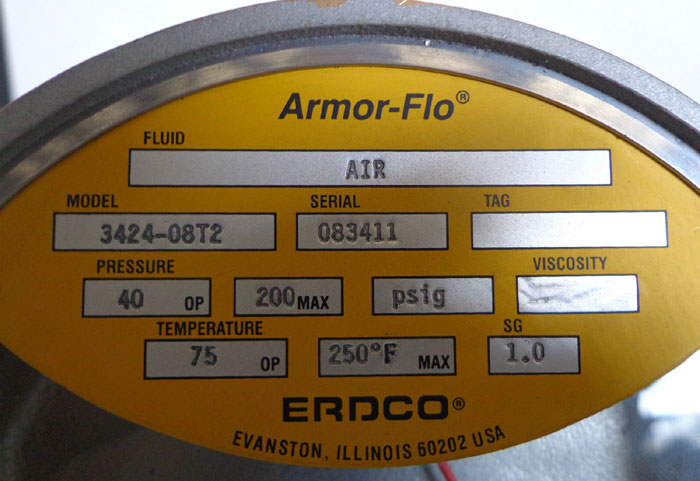 Armor-Flo®
FLUID
AIR
MODEL SERIAL TAG
3424-08T2 083411
PRESSURE VISCOSITY
40 OP 200 MAX psig
TEMPERATURE SG
75 OP 250°F MAX 1.0
ERDCO®
EVANSTON, ILLINOIS 60202 USA